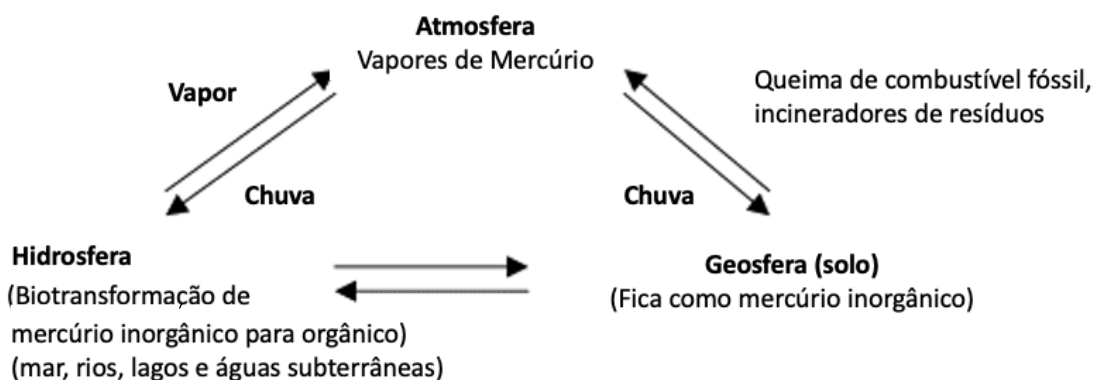 Atmosfera
Vapores de Mercúrio
Vapor
Queima de combustível fóssil,
incineradores de resíduos
Chuva
Chuva
Hidrosfera
(Biotransformação de
mercúrio inorgânico para orgânico)
(mar, rios, lagos e águas subterrâneas)
Geosfera (solo)
(Fica como mercúrio inorgânico)